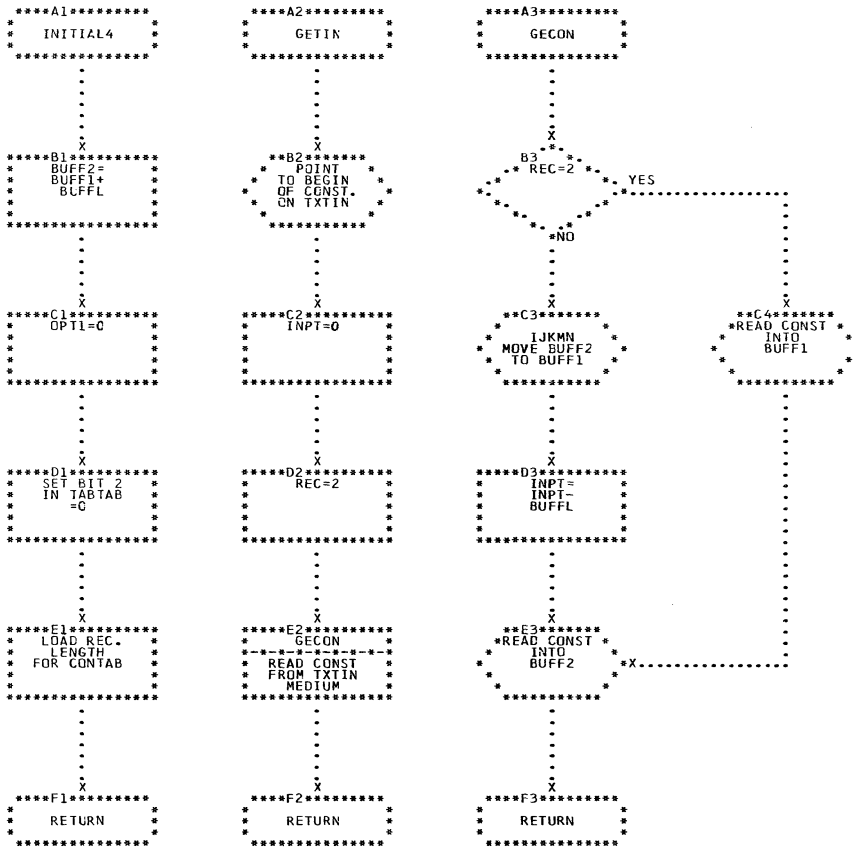 A1
INITIAL4
A2
GETIN
A3
GECON
B1
BUFF2=
BUFF1+
BUFFL
B2
POINT
TO BEGIN
OF CONST.
ON TXTIN
B3
REC=2
YES
NO
C1
OPT1=0
C2
INPT=0
C3
IJKMN
MOVE BUFF2
TO BUFF1
C4
READ CONST
INTO
BUFF1
D1
SET BIT 2
IN TABTAB
=0
D2
REC=2
D3
INPT=
INPT-
BUFFL
E1
LOAD REC.
LENGTH
FOR CONTAB
E2
GECON
READ CONST
FROM TXTIN
MEDIUM
E3
READ CONST
INTO
BUFF2
F1
RETURN
F2
RETURN
F3
RETURN